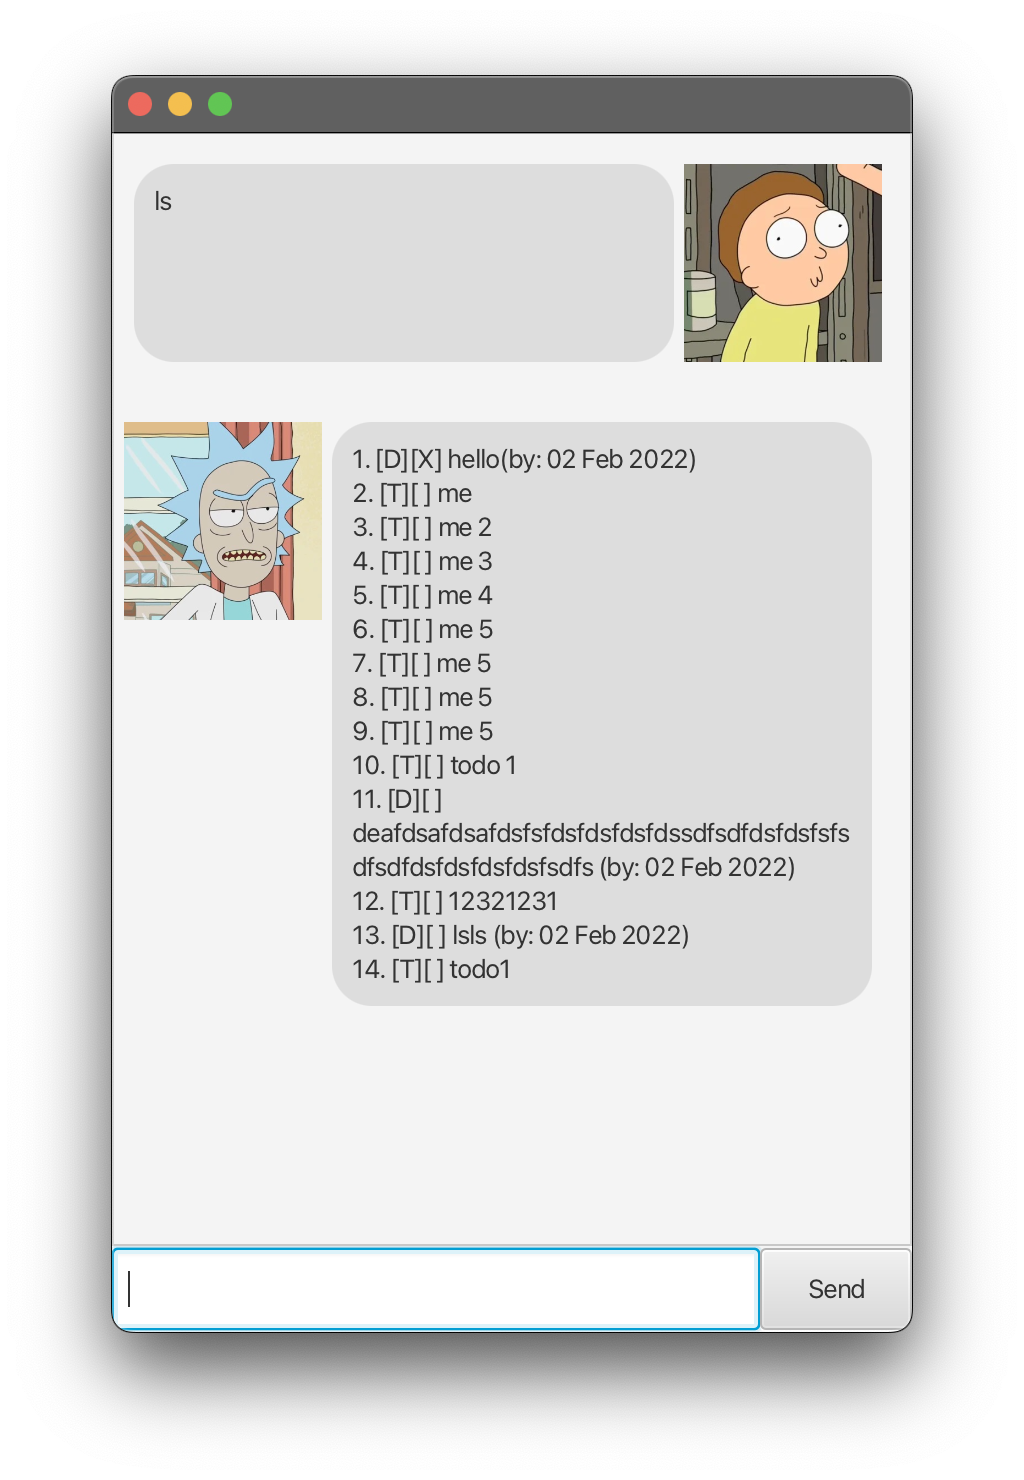 ls
1. [D][X] hello(by: 02 Feb 2022)
2. [T][ ] me
3. [T][ ] me 2
4. [T][ ] me 3
5. [T][ ] me 4
6. [T][ ] me 5
7. [T][ ] me 5
8. [T][ ] me 5
9. [T][ ] me 5
10. [T][ ] todo 1
11. [D][ ]
deafdsafdsafdsfsfdsfdsfdsfdssdfsdfdsfdsfsfs
dfsdfdsfdsfdsfdsfsdfs (by: 02 Feb 2022)
12. [T][ ] 12321231
13. [D][ ] lsls (by: 02 Feb 2022)
14. [T][ ] todo1
Send